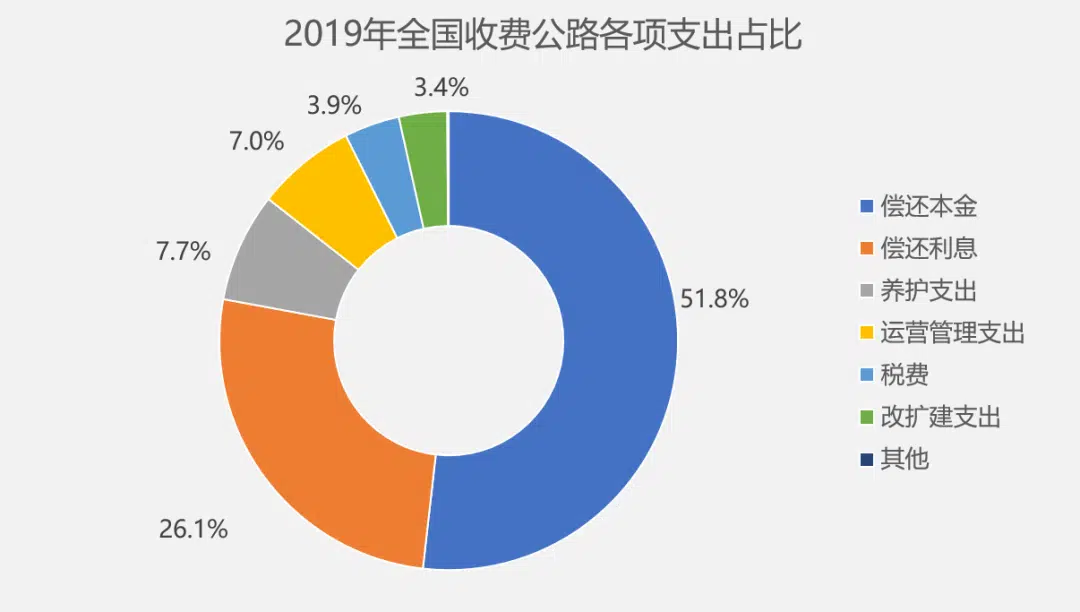 2019年全国收费公路各项支出占比
3.4%
3.9%
7.0%
7.7%
51.8%
26.1%
偿还本金
偿还利息
养护支出
运营管理支出
税费
改扩建支出
其他